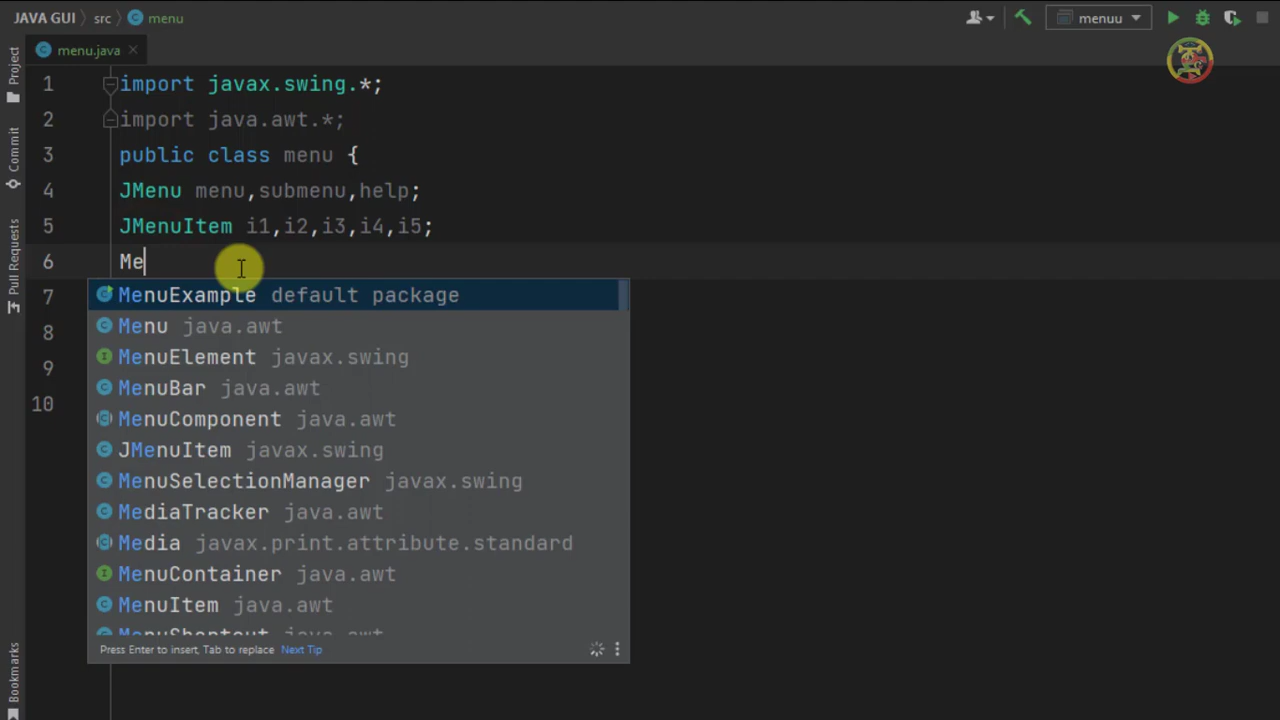 JAVA GUI src menu
menuu
menu.java
Project
Commit
Pull Requests
Bookmarks
1 import javax.swing.*;
2 import java.awt.*;
3 public class menu {
4 JMenu menu,submenu,help;
5 JMenuItem i1,i2,i3,i4,i5;
6 Me
7
8
9
10
MenuExample default package
Menu java.awt
MenuElement javax.swing
MenuBar java.awt
MenuComponent java.awt
JMenuItem javax.swing
MenuSelectionManager javax.swing
MediaTracker java.awt
Media javax.print.attribute.standard
MenuContainer java.awt
MenuItem java.awt
MenuShortcut java.awt
Press Enter to insert, Tab to replace Next Tip